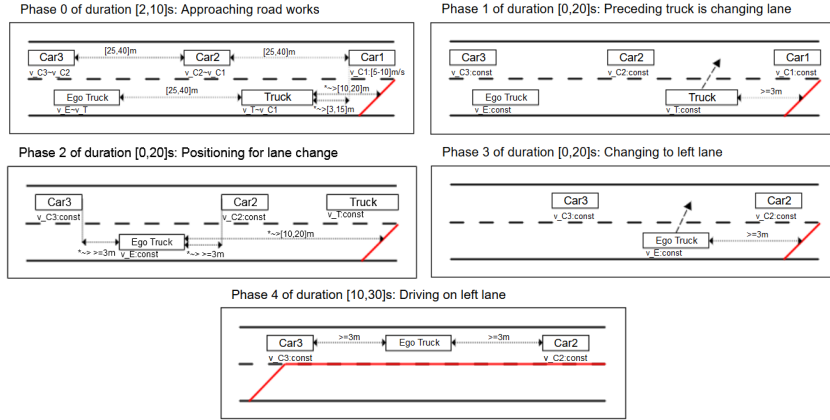 Phase 0 of duration [2,10]s: Approaching road works
[25,40]m
[25,40]m
Car3
Car2
Car1
v_C3~v_C2
v_C2~v_C1
v_C1:[5-10]m/s
[25,40]m
*~>[10,20]m
Ego Truck
Truck
v_E~v_T
v_T~v_C1
*~>[3,15]m
Phase 1 of duration [0,20]s: Preceding truck is changing lane
Car3
Car2
Car1
v_C3:const
v_C2:const
v_C1:const
Ego Truck
Truck
>=3m
v_E:const
v_T:const
Phase 2 of duration [0,20]s: Positioning for lane change
Car3
Car2
Truck
v_C3:const
v_C2:const
v_T:const
*~>[10,20]m
Ego Truck
*~> >=3m
v_E:const
*~> >=3m
Phase 3 of duration [0,20]s: Changing to left lane
Car3
Car2
v_C3:const
v_C2:const
Ego Truck
>=3m
v_E:const
Phase 4 of duration [10,30]s: Driving on left lane
Car3
>=3m
Ego Truck
>=3m
Car2
v_C3:const
v_C2:const